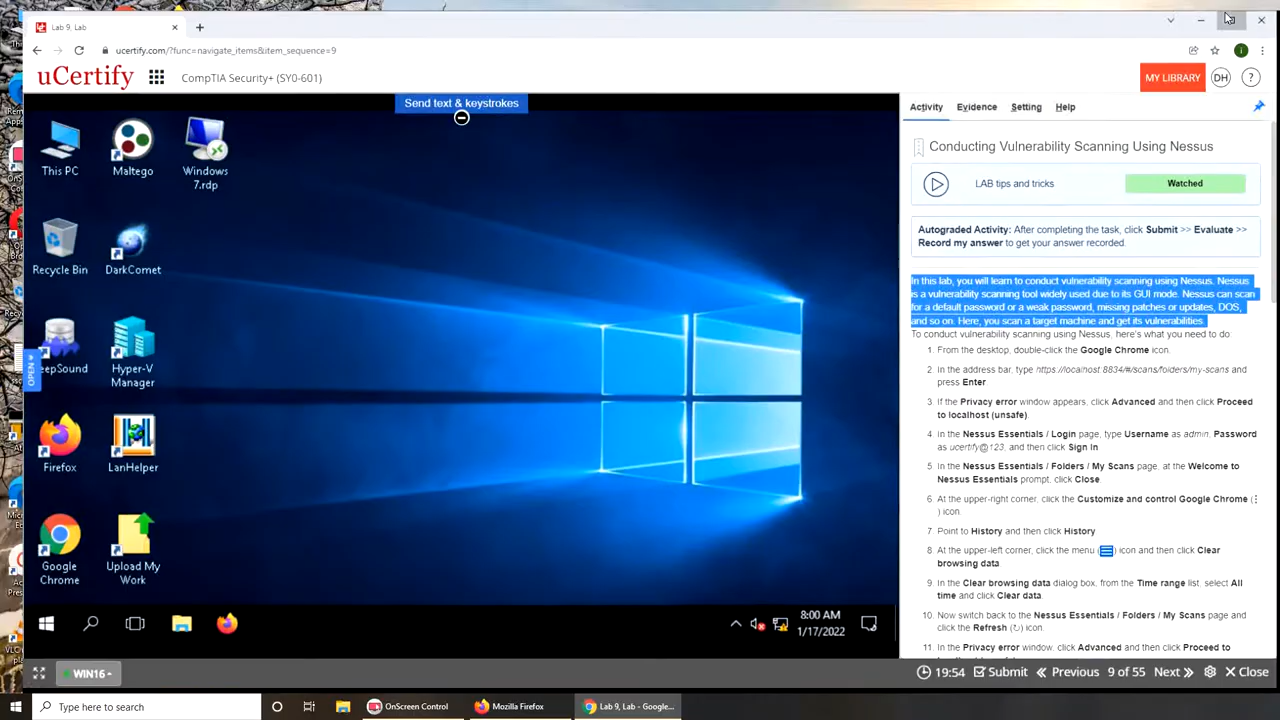 Lab 9, Lab
ucertify.com/?func=navigate_items&item_sequence=9
uCertify
CompTIA Security+ (SY0-601)
MY LIBRARY
DH
?
Send text & keystrokes
This PC
Maltego
Windows 7.rdp
Recycle Bin
DarkComet
OPEN »
eepSound
Hyper-V Manager
Firefox
LanHelper
Google Chrome
Upload My Work
8:00 AM
1/17/2022
WIN16
Activity
Evidence
Setting
Help
Conducting Vulnerability Scanning Using Nessus
LAB tips and tricks
Watched
Autograded Activity: After completing the task, click Submit >> Evaluate >>
Record my answer to get your answer recorded.
In this lab, you will learn to conduct vulnerability scanning using Nessus. Nessus
is a vulnerability scanning tool widely used due to its GUI mode. Nessus can scan
for a default password or a weak password, missing patches or updates, DOS,
and so on. Here, you scan a target machine and get its vulnerabilities.
To conduct vulnerability scanning using Nessus, here's what you need to do:
1. From the desktop, double-click the Google Chrome icon.
2. In the address bar, type https://localhost:8834/#/scans/folders/my-scans and
press Enter
3. If the Privacy error window appears, click Advanced and then click Proceed
to localhost (unsafe).
4. In the Nessus Essentials / Login page, type Username as admin, Password
as ucertify@123, and then click Sign In
5. In the Nessus Essentials / Folders / My Scans page, at the Welcome to
Nessus Essentials prompt, click Close.
6. At the upper-right corner, click the Customize and control Google Chrome (⋮
) icon.
7. Point to History and then click History
8. At the upper-left corner, click the menu ( ) icon and then click Clear
browsing data
9. In the Clear browsing data dialog box, from the Time range list, select All
time and click Clear data.
10. Now switch back to the Nessus Essentials / Folders / My Scans page and
click the Refresh (↻) icon.
11. In the Privacy error window, click Advanced and then click Proceed to
19:54
Submit
Previous
9 of 55
Next
Close
Type here to search
OnScreen Control
Mozilla Firefox
Lab 9, Lab - Google...